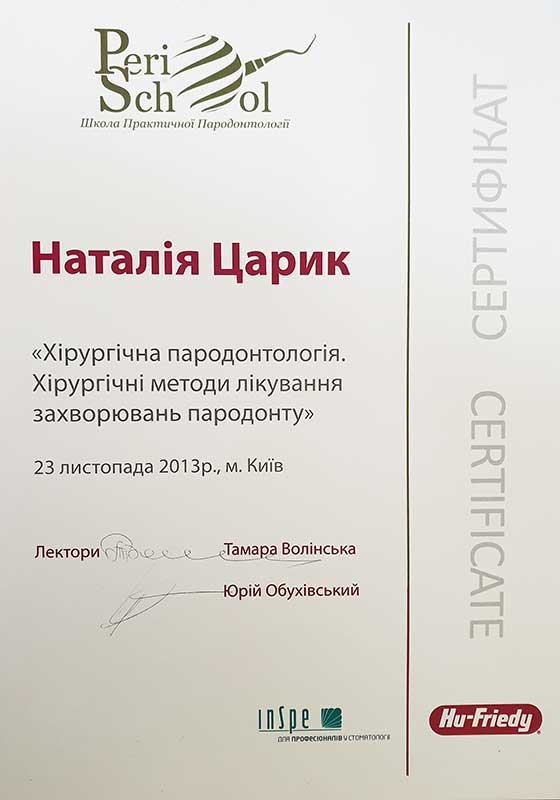 Peri
School
Школа Практичної Пародонтології
Наталія Царик
«Хірургічна пародонтологія.
Хірургічні методи лікування
захворювань пародонту»
23 листопада 2013р., м. Київ
Лектори Тамара Волінська
Юрій Обухівський
inspe
ДЛЯ ПРОФЕСІОНАЛІВ У СТОМАТОЛОГІЇ
СЕРТИФІКАТ
CERTIFICATE
Hu-Friedy®